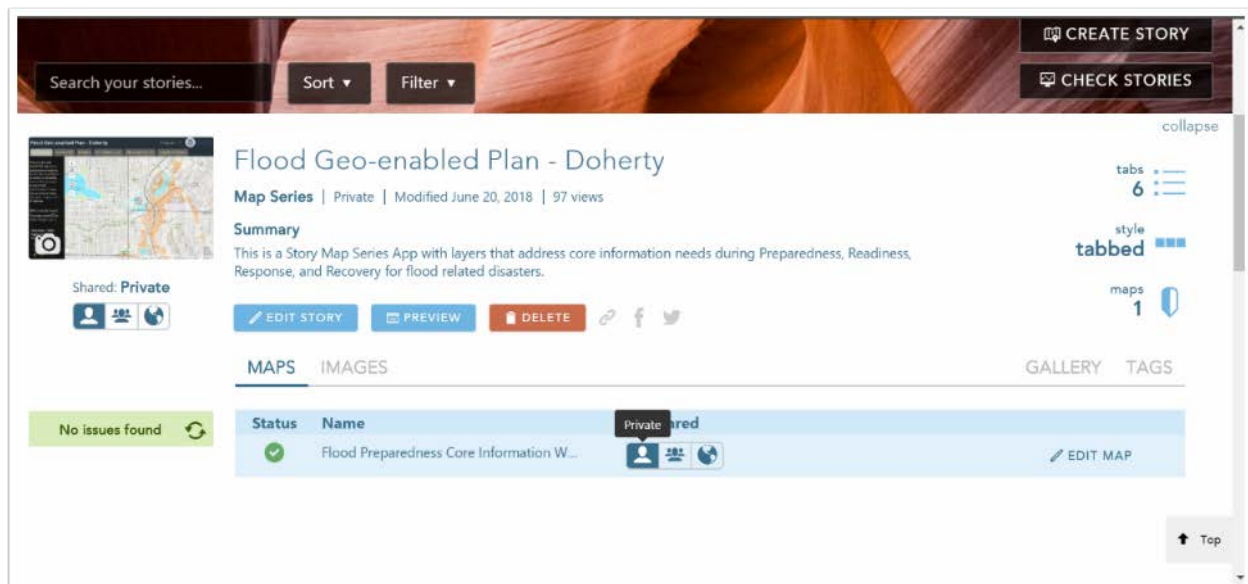 CREATE STORY
Search your stories...
Sort ▼
Filter ▼
CHECK STORIES
collapse
Flood Geo-enabled Plan - Doherty
tabs
6
Map Series | Private | Modified June 20, 2018 | 97 views
Summary
style
tabbed
This is a Story Map Series App with layers that address core information needs during Preparedness, Readiness,
Response, and Recovery for flood related disasters.
Shared: Private
maps
1
EDIT STORY
PREVIEW
DELETE
MAPS
IMAGES
GALLERY
TAGS
No issues found
Status
Name
Private
ared
Flood Preparedness Core Information W...
EDIT MAP
Top